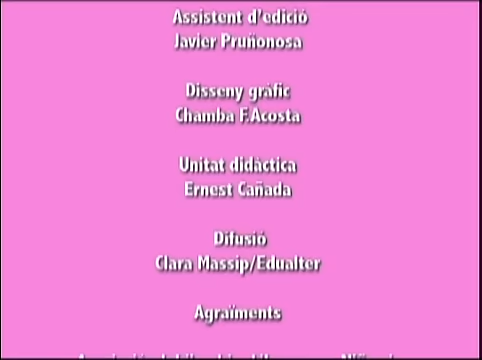 Assistent d'edició
Javier Pruñonosa
Disseny gràfic
Chamba F.Acosta
Unitat didàctica
Ernest Cañada
Difusió
Clara Massip/Edualter
Agraïments